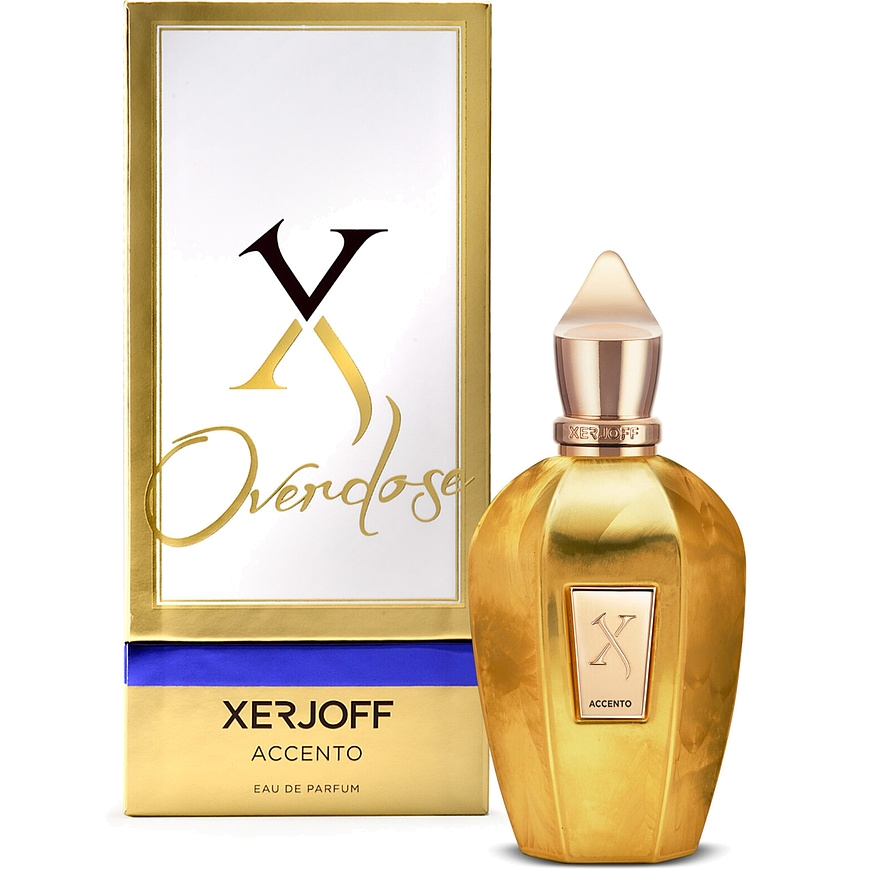 X
Overdose
XERJOFF
ACCENTO
EAU DE PARFUM
XERJOFF
X
ACCENTO